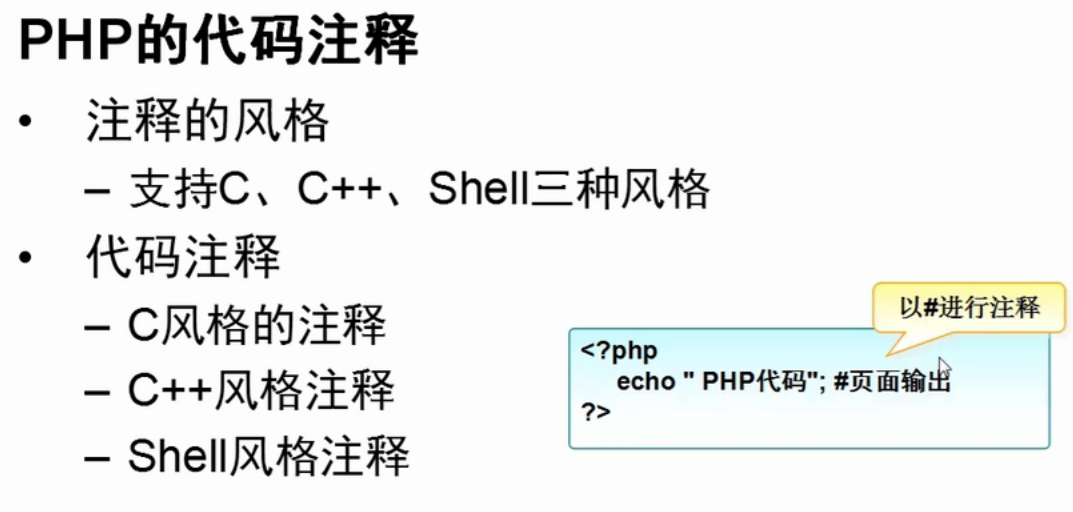 PHP的代码注释
• 注释的风格
– 支持C、C++、Shell三种风格
• 代码注释
– C风格的注释
– C++风格注释
– Shell风格注释
以#进行注释
<?php
echo " PHP代码"; #页面输出
?>